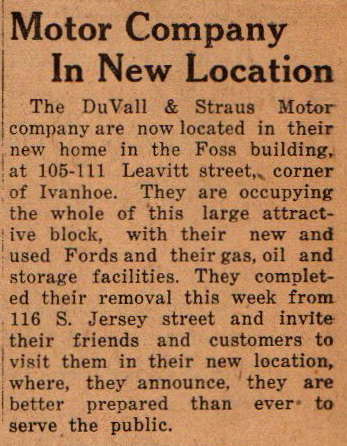 Motor Company
In New Location
The DuVall & Straus Motor
company are now located in their
new home in the Foss building,
at 105-111 Leavitt street, corner
of Ivanhoe. They are occupying
the whole of this large attract-
ive block, with their new and
used Fords and their gas, oil and
storage facilities. They complet-
ed their removal this week from
116 S. Jersey street and invite
their friends and customers to
visit them in their new location,
where, they announce, they are
better prepared than ever to
serve the public.